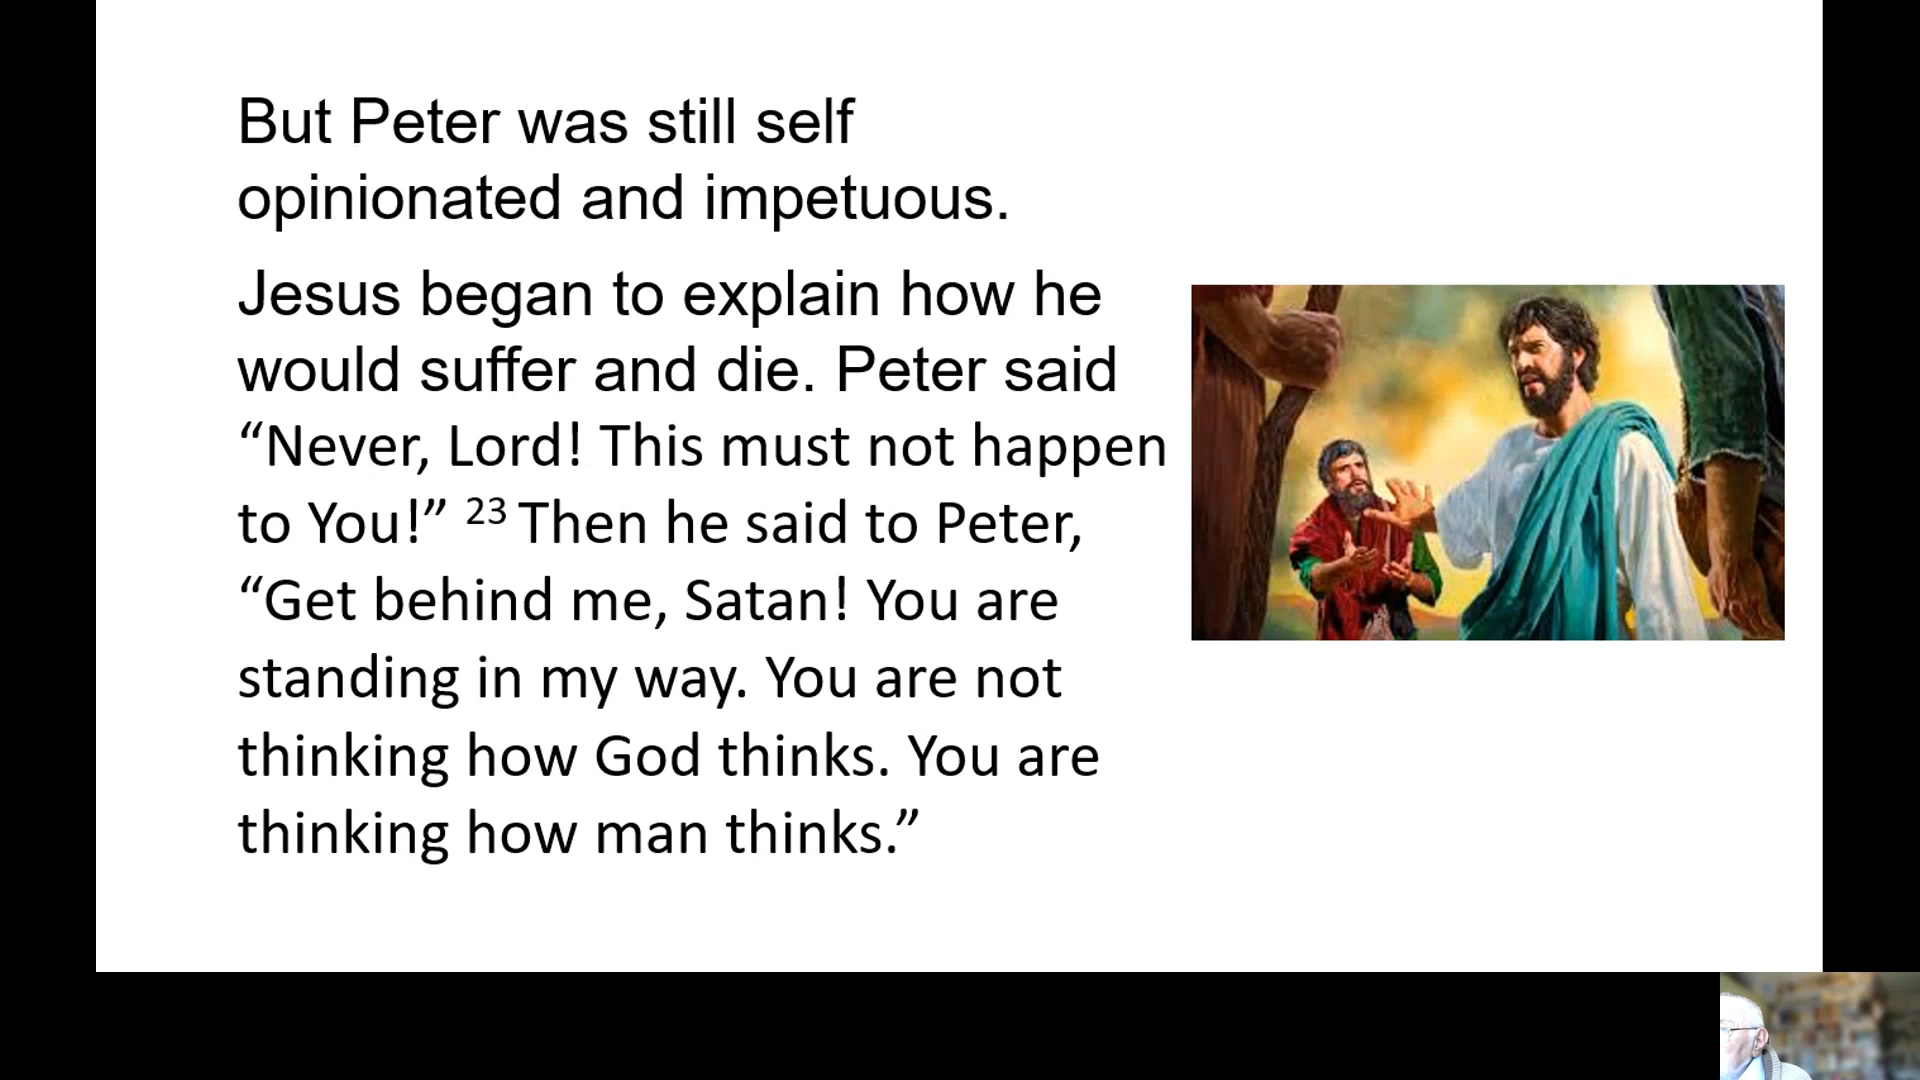 But Peter was still self
opinionated and impetuous.
Jesus began to explain how he
would suffer and die. Peter said
“Never, Lord! This must not happen
to You!” 23 Then he said to Peter,
“Get behind me, Satan! You are
standing in my way. You are not
thinking how God thinks. You are
thinking how man thinks.”